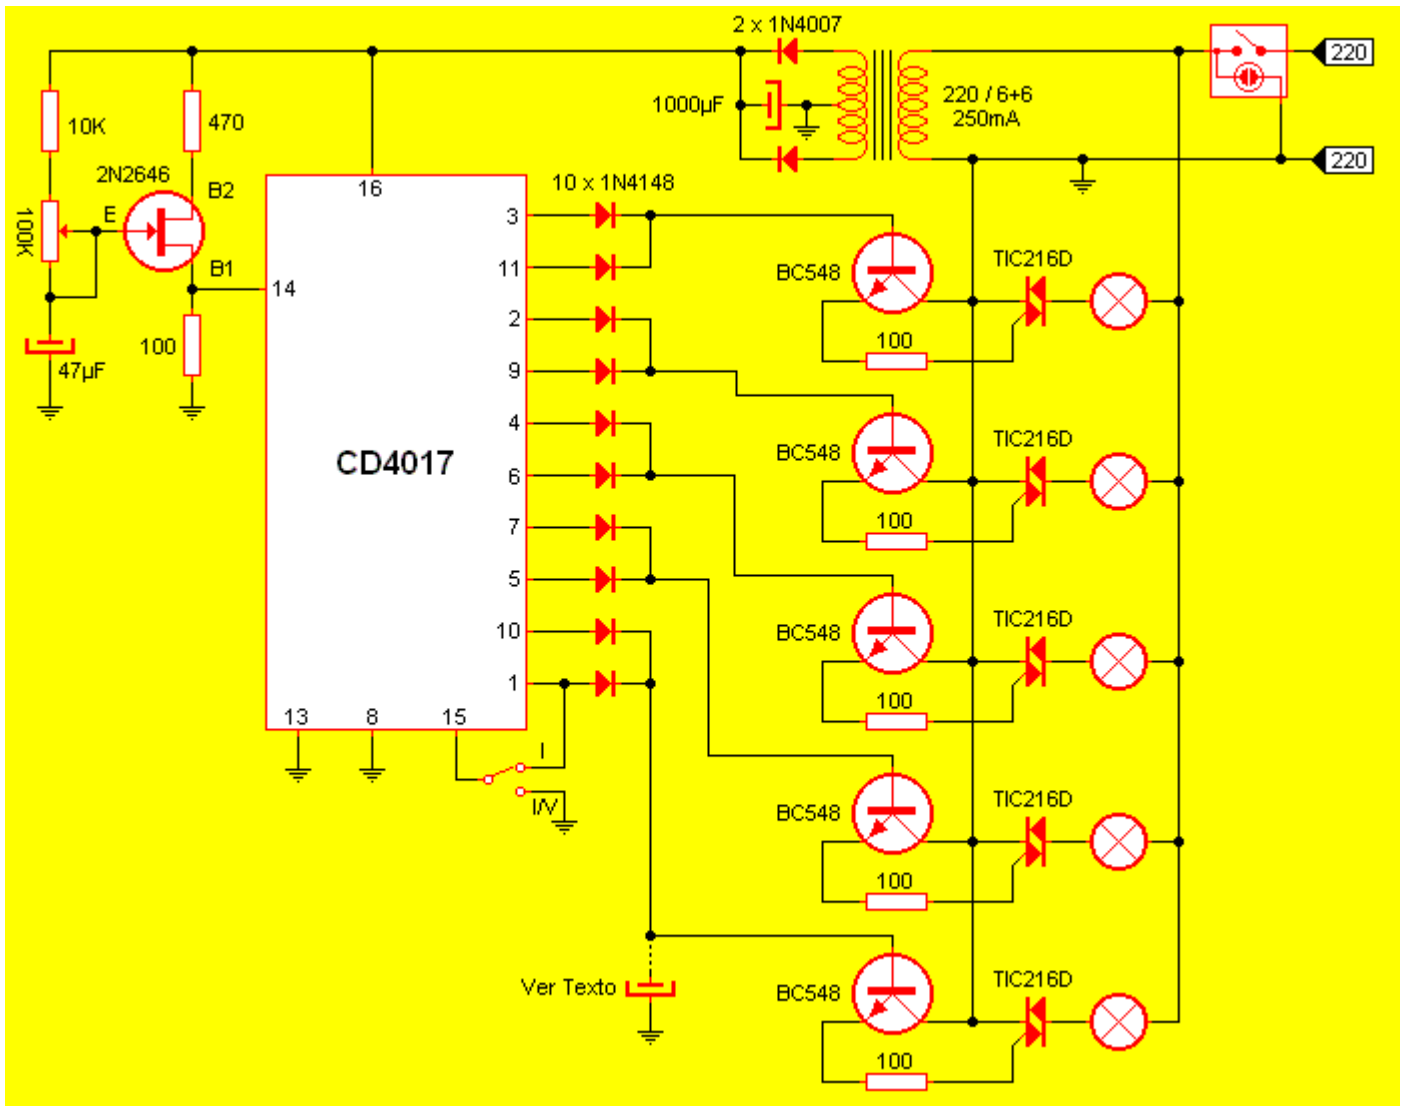 2 x 1N4007
220
1000µF
220 / 6+6
250mA
10K
470
2N2646
B2
16
10 x 1N4148
220
100K
E
3
B1
11
BC548
TIC216D
14
2
100
100
47µF
9
4
BC548
TIC216D
CD4017
6
7
100
5
10
BC548
TIC216D
1
13
8
15
100
I
I/V
BC548
TIC216D
100
Ver Texto
BC548
TIC216D
100